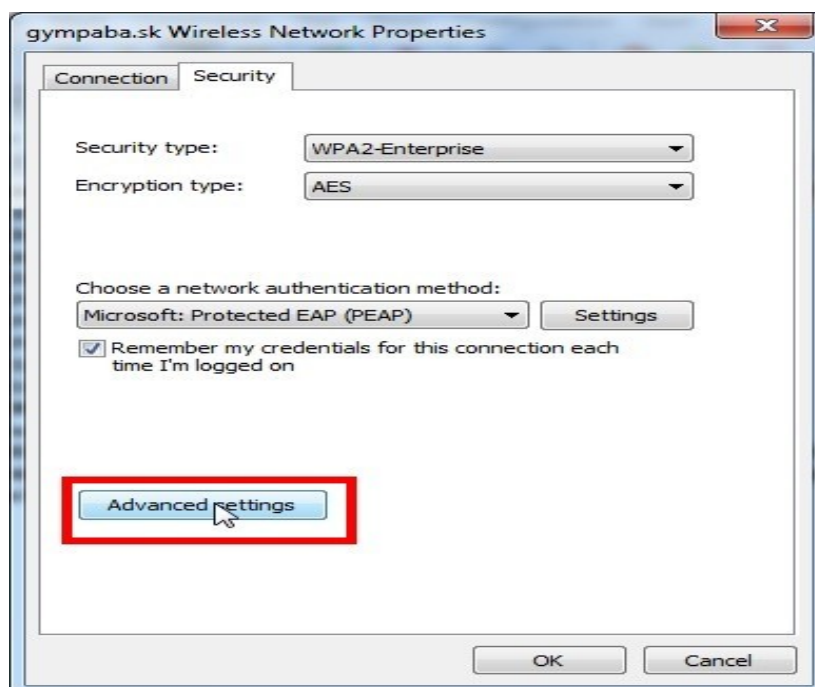 gympaba.sk Wireless Network Properties
Connection
Security
Security type:
WPA2-Enterprise
Encryption type:
AES
Choose a network authentication method:
Microsoft: Protected EAP (PEAP)
Settings
Remember my credentials for this connection each
time I'm logged on
Advanced settings
OK
Cancel